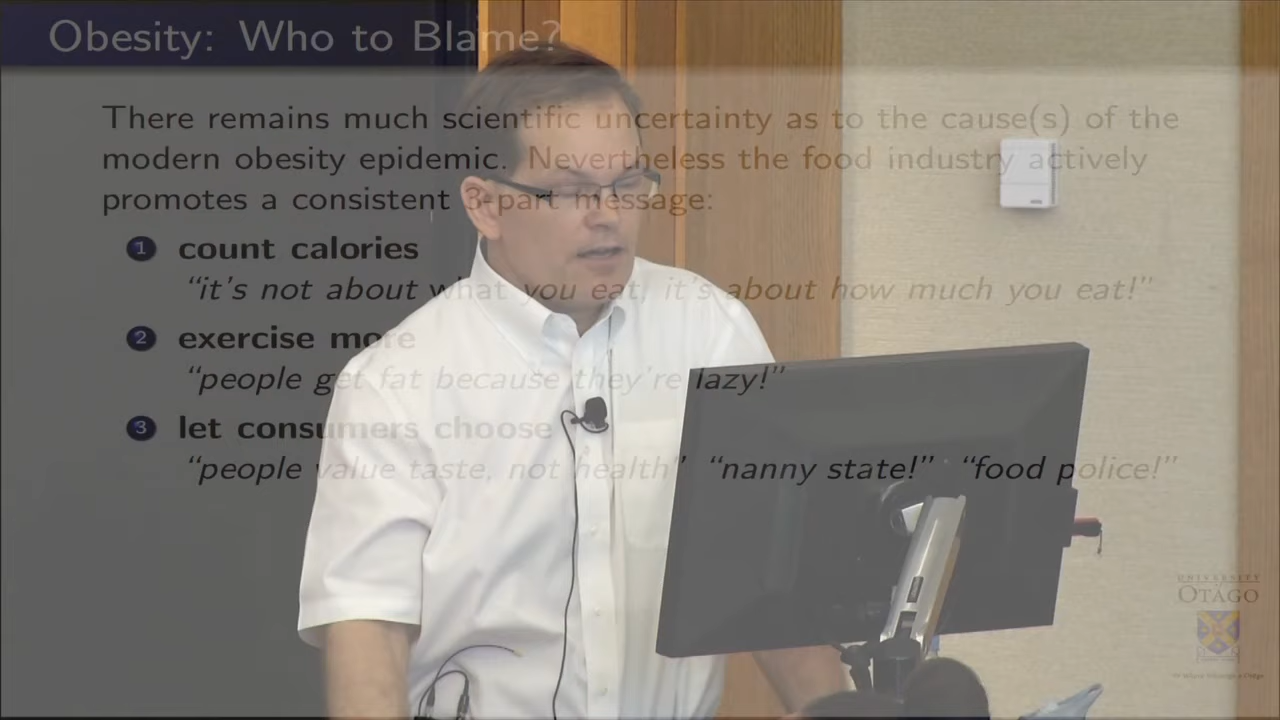 Obesity: Who to Blame?
There remains much scientific uncertainty as to the cause(s) of the
modern obesity epidemic. Nevertheless the food industry actively
promotes a consistent 3-part message:
1 count calories
“it's not about what you eat, it's about how much you eat!”
2 exercise more
“people get fat because they're lazy!”
3 let consumers choose
“people value taste, not health” “nanny state!” “food police!”
UNIVERSITY
of
OTAGO